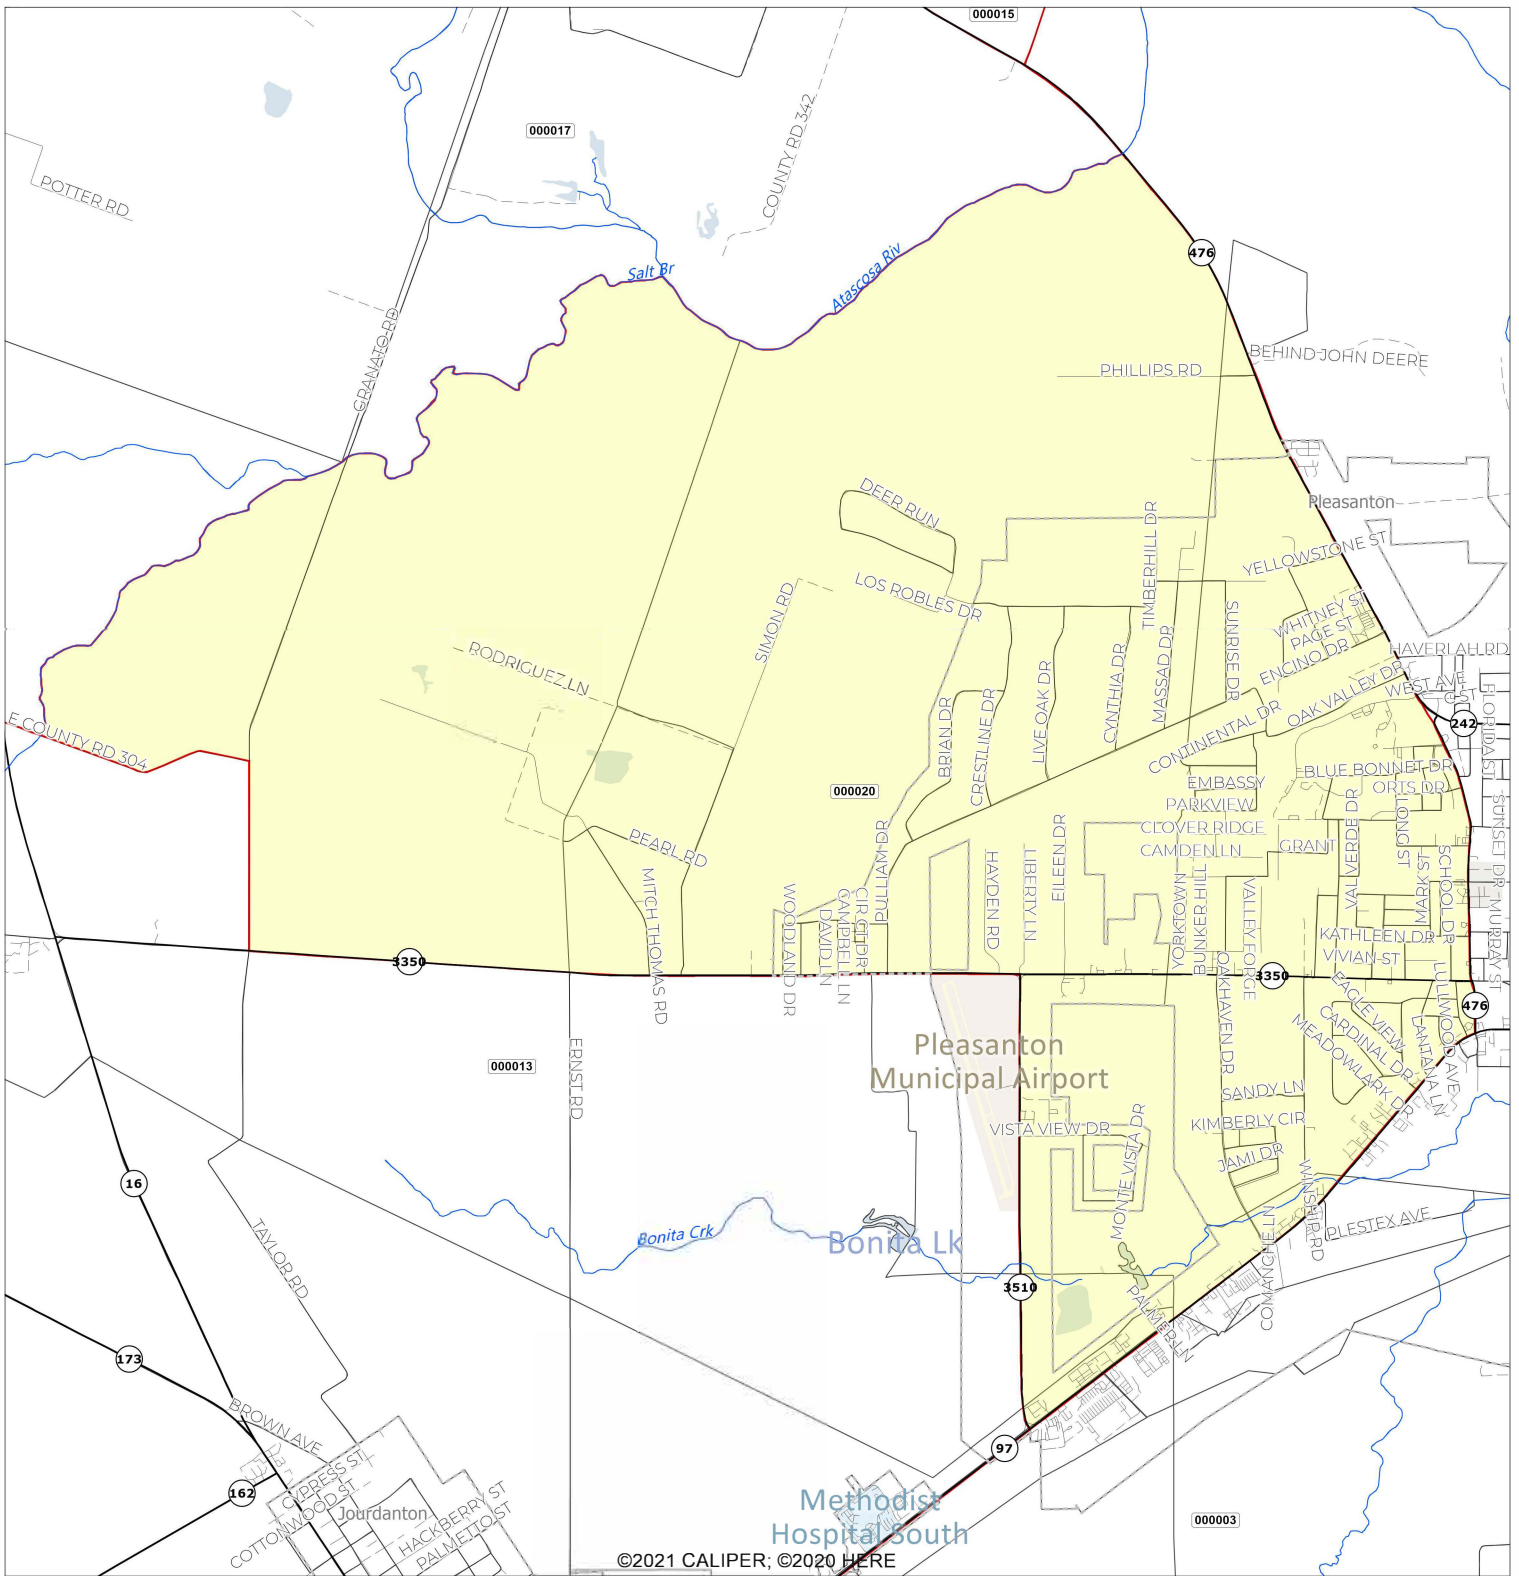 000015
000017
COUNTY RD 342
POTTER RD
476
Salt Br
Atascosa Riv
GRANATO RD
BEHIND JOHN DEERE
PHILLIPS RD
DEER RUN
Pleasanton
TIMBERHILL DR
YELLOWSTONE ST
LOS ROBLES DR
SIMON RD
WHITNEY ST
PAGE ST
ENCINO DR
SUNRISE DR
MASSAD DR
CYNTHIA DR
LIVE OAK DR
HAVERLAH RD
RODRIGUEZ LN
OAK VALLEY DR
WEST AVE
G ST
FLORIDA ST
242
E COUNTY RD 304
BRIAN DR
CRESTLINE DR
CONTINENTAL DR
BLUE BONNET DR
EMBASSY
ORTS DR
000020
PARKVIEW
VALVERDE DR
LONGI ST
SUNSET DR
PULLIAM DR
EILEEN DR
CLOVER RIDGE
PEARL RD
CAMDEN LN
GRANT
MARK ST
SCHOOL DR
HAYDEN RD
LIBERTY LN
MITCH THOMAS RD
WOODLAND DR
DAVID LN
CAMPBELL LN
CIR GLTDR
YORKTOWN
BUNKER HILL
VALLEY FORGE
KATHLEEN DR
VIVIAN ST
MURRAY ST
3350
3350
OAKHAVEN DR
EAGLE VIEW
CARDINAL DR
MEADOWLARK DR
LANTANA LN
LULLWOOD AVE
476
Pleasanton
Municipal Airport
000013
ERNST RD
SANDY LN
VISTA VIEW DR
MONTE VISTA DR
KIMBERLY CIR
JAMI DR
16
WINSHIP RD
TAYLOR RD
Bonita Crk
Bonita Lk
PLESTEX AVE
COMANCHE LN
3510
PALMER LN
173
BROWN AVE
97
CYPRESS ST
162
COTTONWOOD ST
Jourdanton
HACKBERRY ST
PALMETTO ST
Methodist
Hospital South
000003
©2021 CALIPER; ©2020 HERE